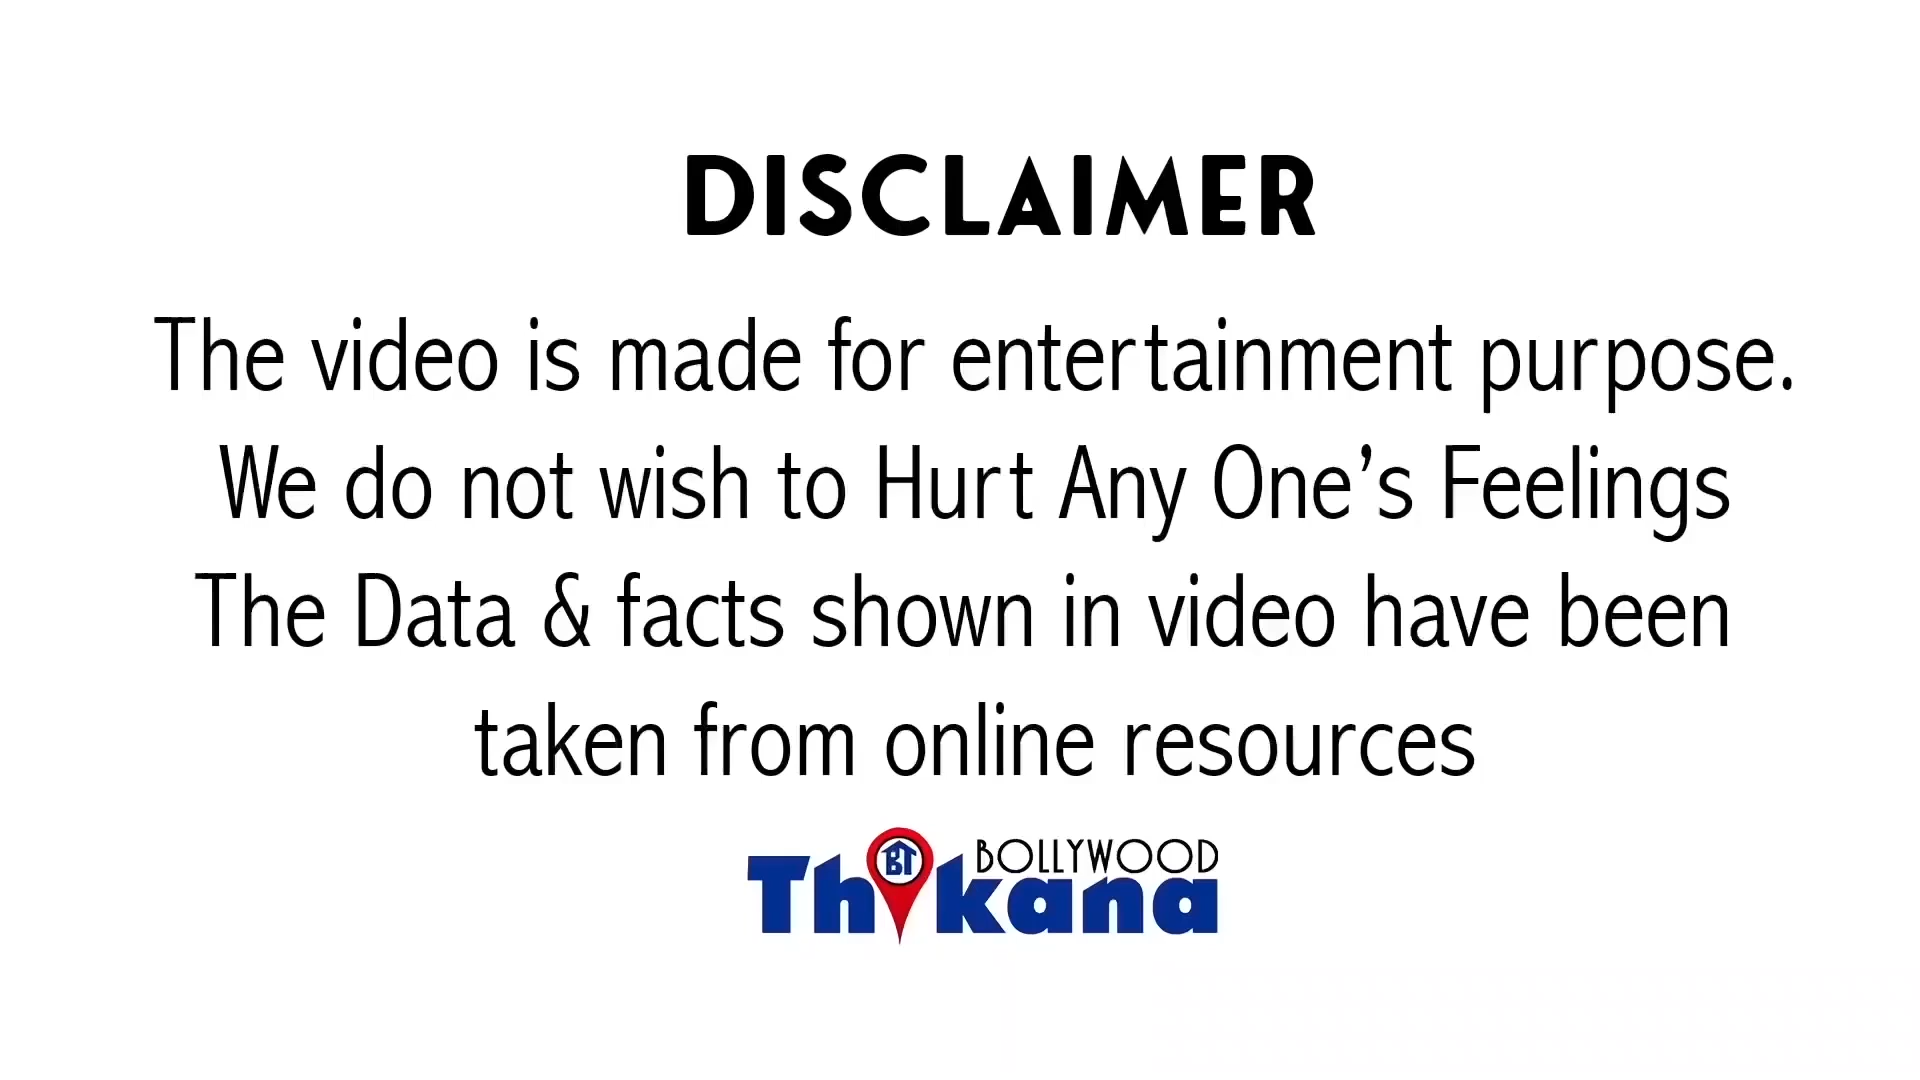 DISCLAIMER
The video is made for entertainment purpose.
We do not wish to Hurt Any One’s Feelings
The Data & facts shown in video have been
taken from online resources
BOLLYWOOD
BT
Thikana